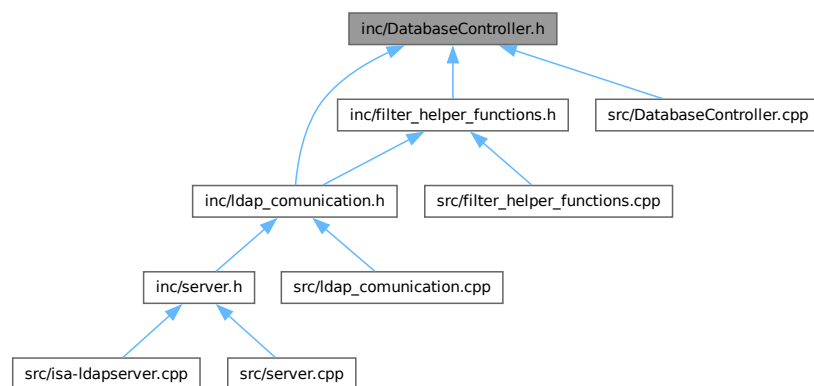 inc/DatabaseController.h
inc/filter_helper_functions.h
src/DatabaseController.cpp
inc/ldap_comunication.h
src/filter_helper_functions.cpp
inc/server.h
src/ldap_comunication.cpp
src/isa-ldapserver.cpp
src/server.cpp